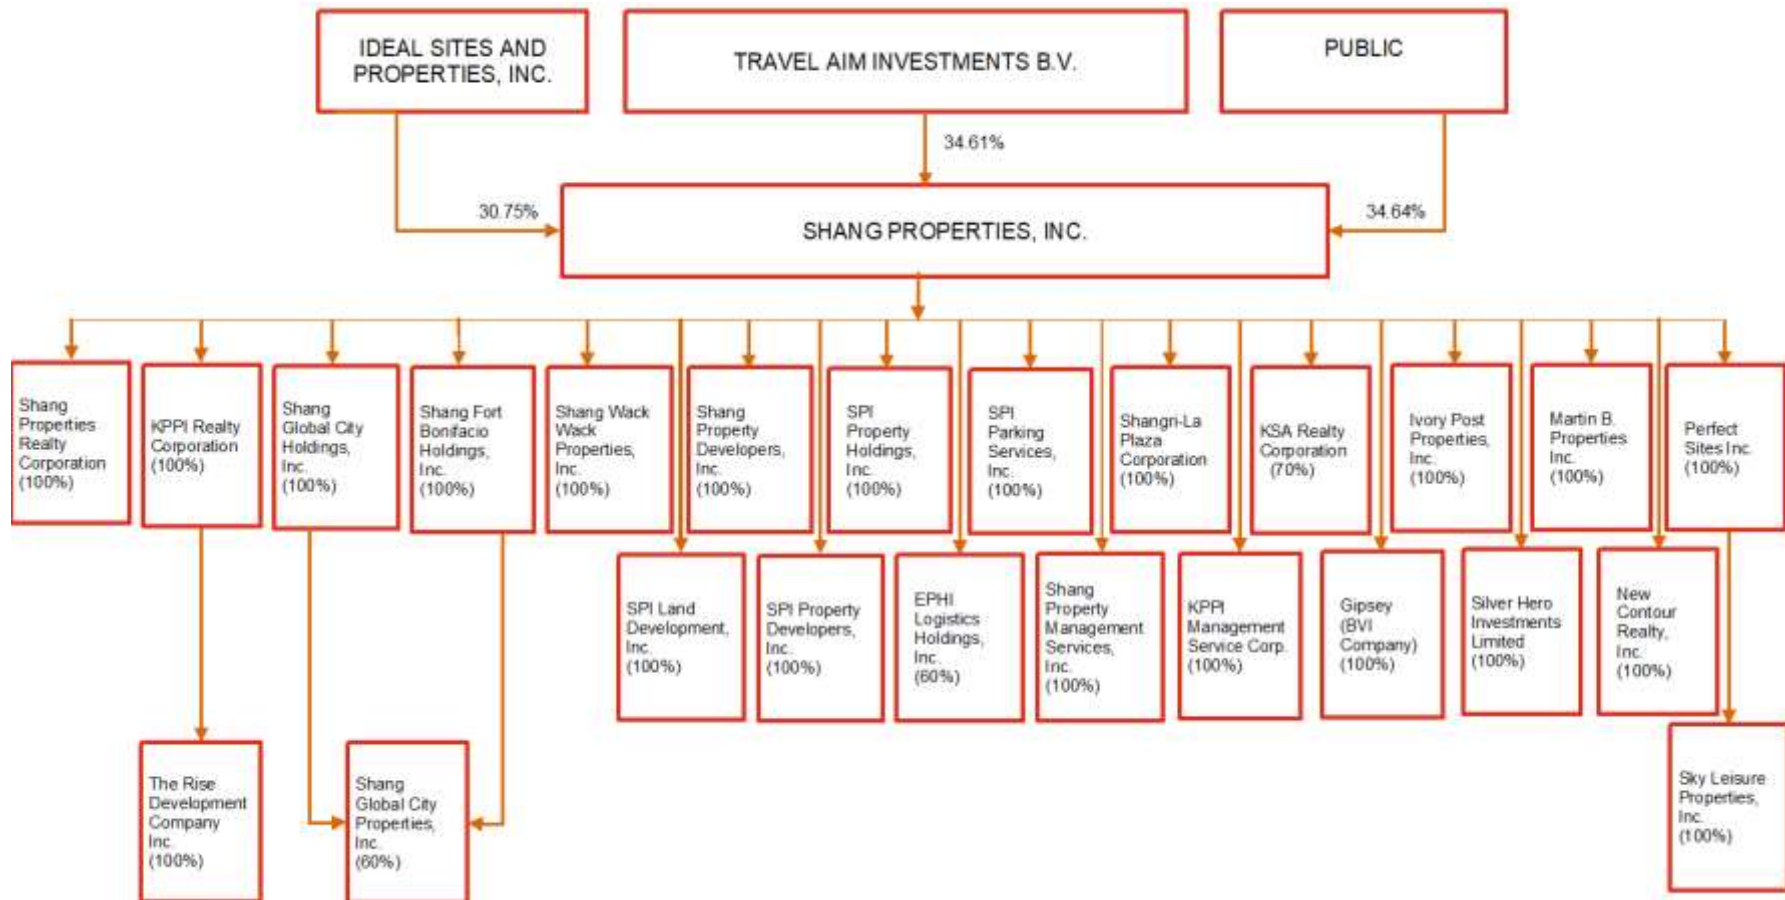 IDEAL SITES AND
PROPERTIES, INC.
TRAVEL AIM INVESTMENTS B.V.
PUBLIC
34.61%
30.75%
34.64%
SHANG PROPERTIES, INC.
Shang
Properties
Realty
Corporation
(100%)
KPPI Realty
Corporation
(100%)
Shang
Global City
Holdings,
Inc.
(100%)
Shang Fort
Bonifacio
Holdings,
Inc.
(100%)
Shang Wack
Wack
Properties,
Inc.
(100%)
Shang
Property
Developers,
Inc.
(100%)
SPI
Property
Holdings,
Inc.
(100%)
SPI
Parking
Services,
Inc.
(100%)
Shangri-La
Plaza
Corporation
(100%)
KSA Realty
Corporation
(70%)
Ivory Post
Properties,
Inc.
(100%)
Martin B.
Properties
Inc.
(100%)
Perfect
Sites Inc.
(100%)
SPI Land
Development,
Inc.
(100%)
SPI Property
Developers,
Inc.
(100%)
EPHI
Logistics
Holdings,
Inc.
(60%)
Shang
Property
Management
Services,
Inc.
(100%)
KPPI
Management
Service Corp.
(100%)
Gipsey
(BVI
Company)
(100%)
Silver Hero
Investments
Limited
(100%)
New
Contour
Realty,
Inc.
(100%)
The Rise
Development
Company
Inc.
(100%)
Shang
Global City
Properties,
Inc.
(60%)
Sky Leisure
Properties,
Inc.
(100%)